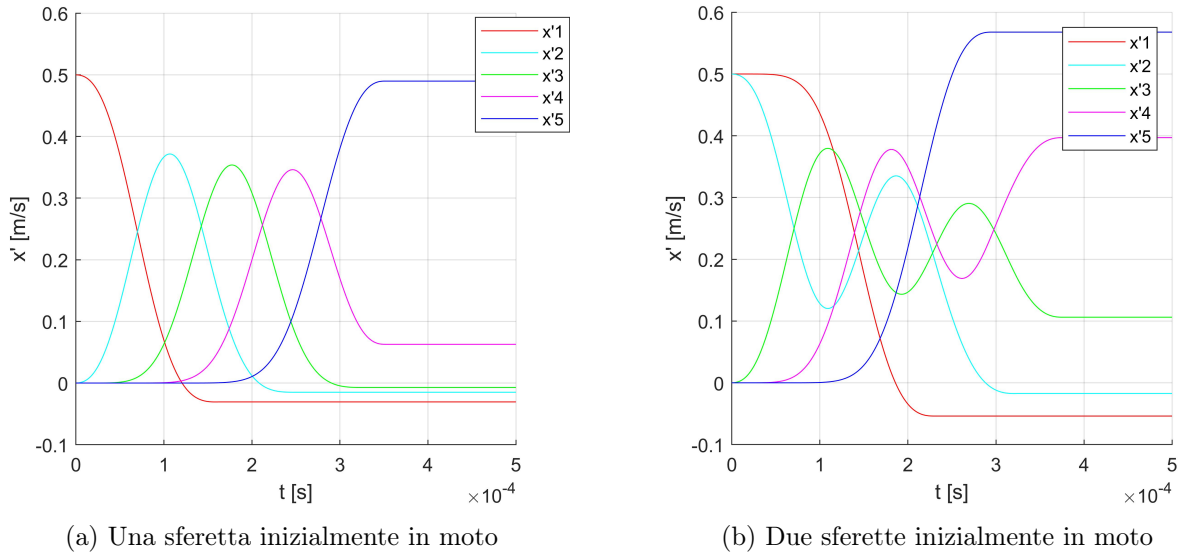 0.6
0.5
0.4
0.3
0.2
0.1
0
-0.1
x' [m/s]
0 1 2 3 4 5
t [s]
×10⁻⁴
x'1
x'2
x'3
x'4
x'5
(a) Una sferetta inizialmente in moto
0.6
0.5
0.4
0.3
0.2
0.1
0
-0.1
x' [m/s]
0 1 2 3 4 5
t [s]
×10⁻⁴
x'1
x'2
x'3
x'4
x'5
(b) Due sferette inizialmente in moto